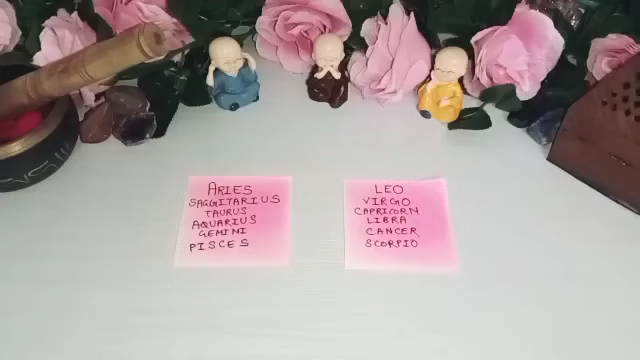 ARIES
SAGGITARIUS
TAURUS
AQUARIUS
GEMINI
PISCES
LEO
VIRGO
CAPRICORN
LIBRA
CANCER
SCORPIO